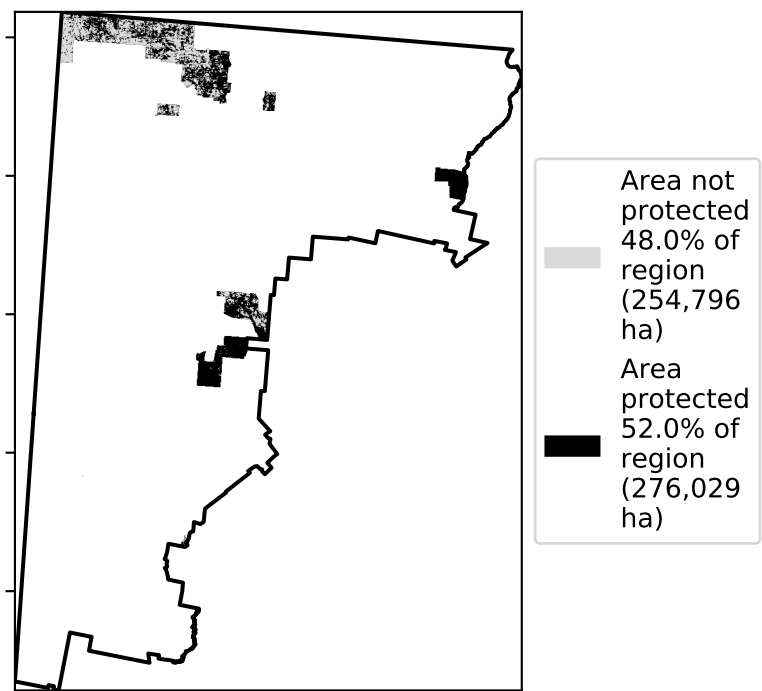 Area not
protected
48.0% of
region
(254,796
ha)
Area
protected
52.0% of
region
(276,029
ha)